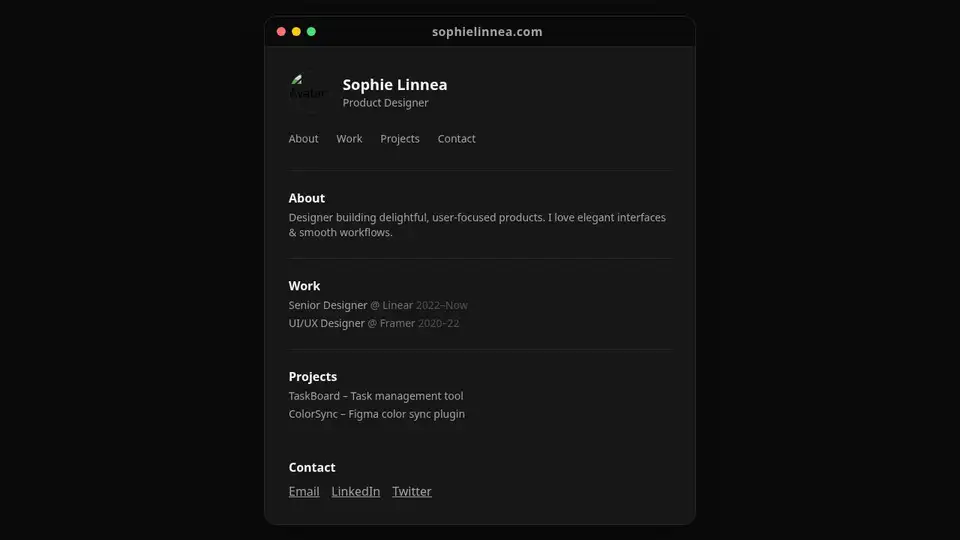 sophielinnea.com
Avatar
Sophie Linnea
Product Designer
About Work Projects Contact
About
Designer building delightful, user-focused products. I love elegant interfaces
& smooth workflows.
Work
Senior Designer @ Linear 2022–Now
UI/UX Designer @ Framer 2020–22
Projects
TaskBoard – Task management tool
ColorSync – Figma color sync plugin
Contact
Email LinkedIn Twitter